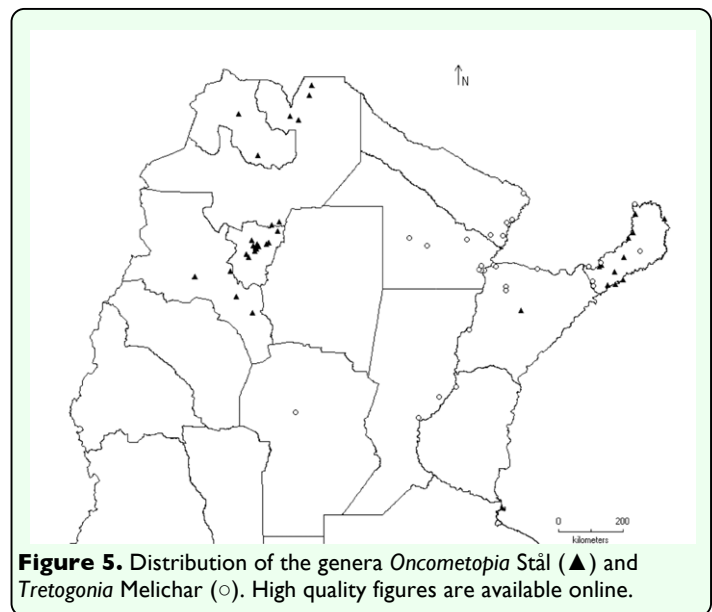 N
0 200
kilometers
Figure 5. Distribution of the genera Oncometopia Stål (▲) and
Tretogonia Melichar (○). High quality figures are available online.